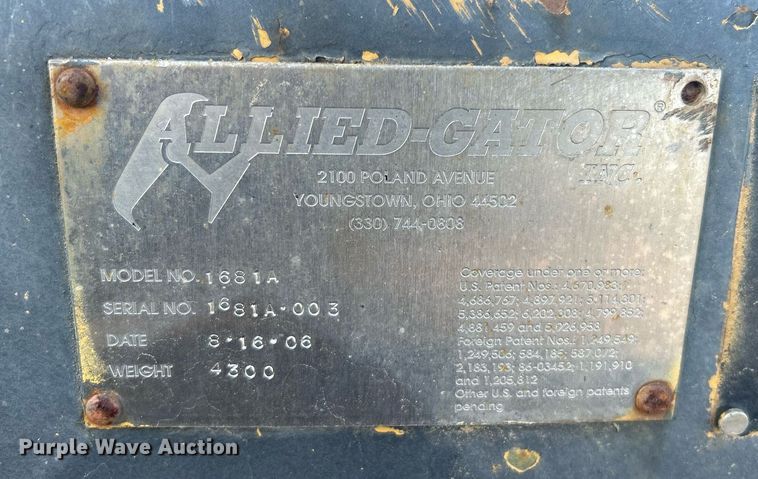 ALLIED-GATOR®
INC.
2100 POLAND AVENUE
YOUNGSTOWN, OHIO 44502
(330) 744-0808
MODEL NO. 1681A
SERIAL NO. 1681A-003
DATE 8-16-06
WEIGHT 4300
Coverage under one or more:
U.S. Patent Nos.: 4,670,983;
4,686,767; 4,897,921; 5,114,301;
5,386,652; 6,202,308; 4,799,852;
4,881,459 and 5,926,958
Foreign Patent Nos.: 1,249,549;
1,249,506; 584,185; 587,072;
2,183,193; 86-03452; 1,191,910
and 1,205,812
Other U.S. and foreign patents
pending
Purple Wave Auction